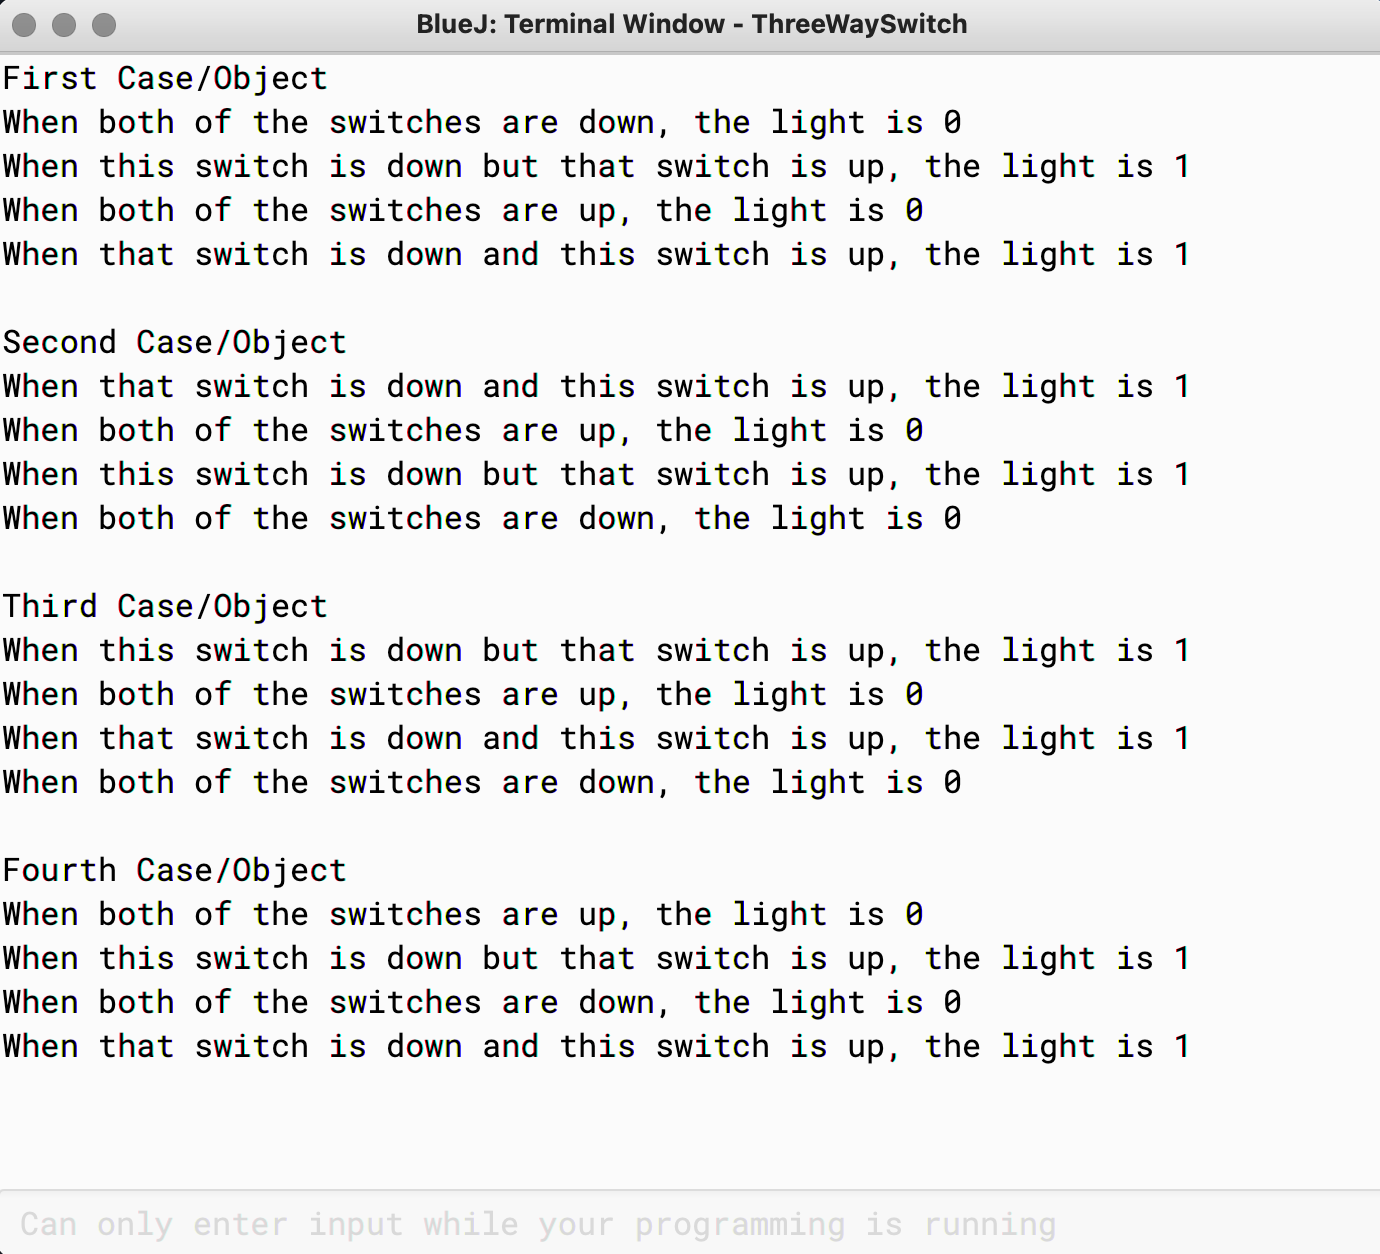 BlueJ: Terminal Window - ThreeWaySwitch
First Case/Object
When both of the switches are down, the light is 0
When this switch is down but that switch is up, the light is 1
When both of the switches are up, the light is 0
When that switch is down and this switch is up, the light is 1
Second Case/Object
When that switch is down and this switch is up, the light is 1
When both of the switches are up, the light is 0
When this switch is down but that switch is up, the light is 1
When both of the switches are down, the light is 0
Third Case/Object
When this switch is down but that switch is up, the light is 1
When both of the switches are up, the light is 0
When that switch is down and this switch is up, the light is 1
When both of the switches are down, the light is 0
Fourth Case/Object
When both of the switches are up, the light is 0
When this switch is down but that switch is up, the light is 1
When both of the switches are down, the light is 0
When that switch is down and this switch is up, the light is 1
Can only enter input while your programming is running